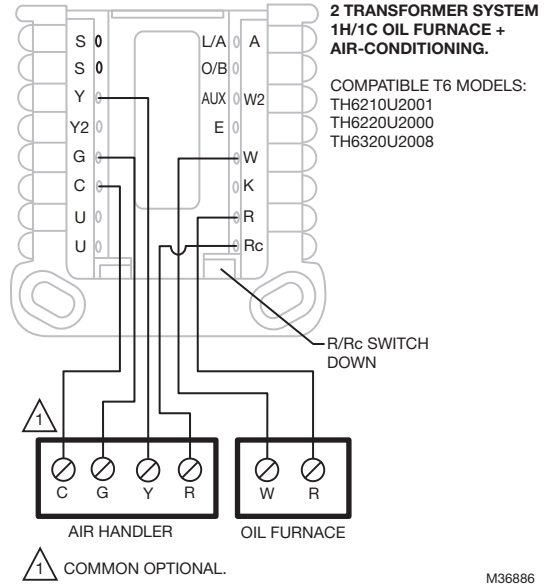 2 TRANSFORMER SYSTEM
1H/1C OIL FURNACE +
AIR-CONDITIONING.
COMPATIBLE T6 MODELS:
TH6210U2001
TH6220U2000
TH6320U2008
S
S
Y
Y2
G
C
U
U
L/A A
O/B
AUX W2
E
W
K
R
Rc
R/Rc SWITCH
DOWN
1
C G Y R
AIR HANDLER
W R
OIL FURNACE
1 COMMON OPTIONAL.
M36886